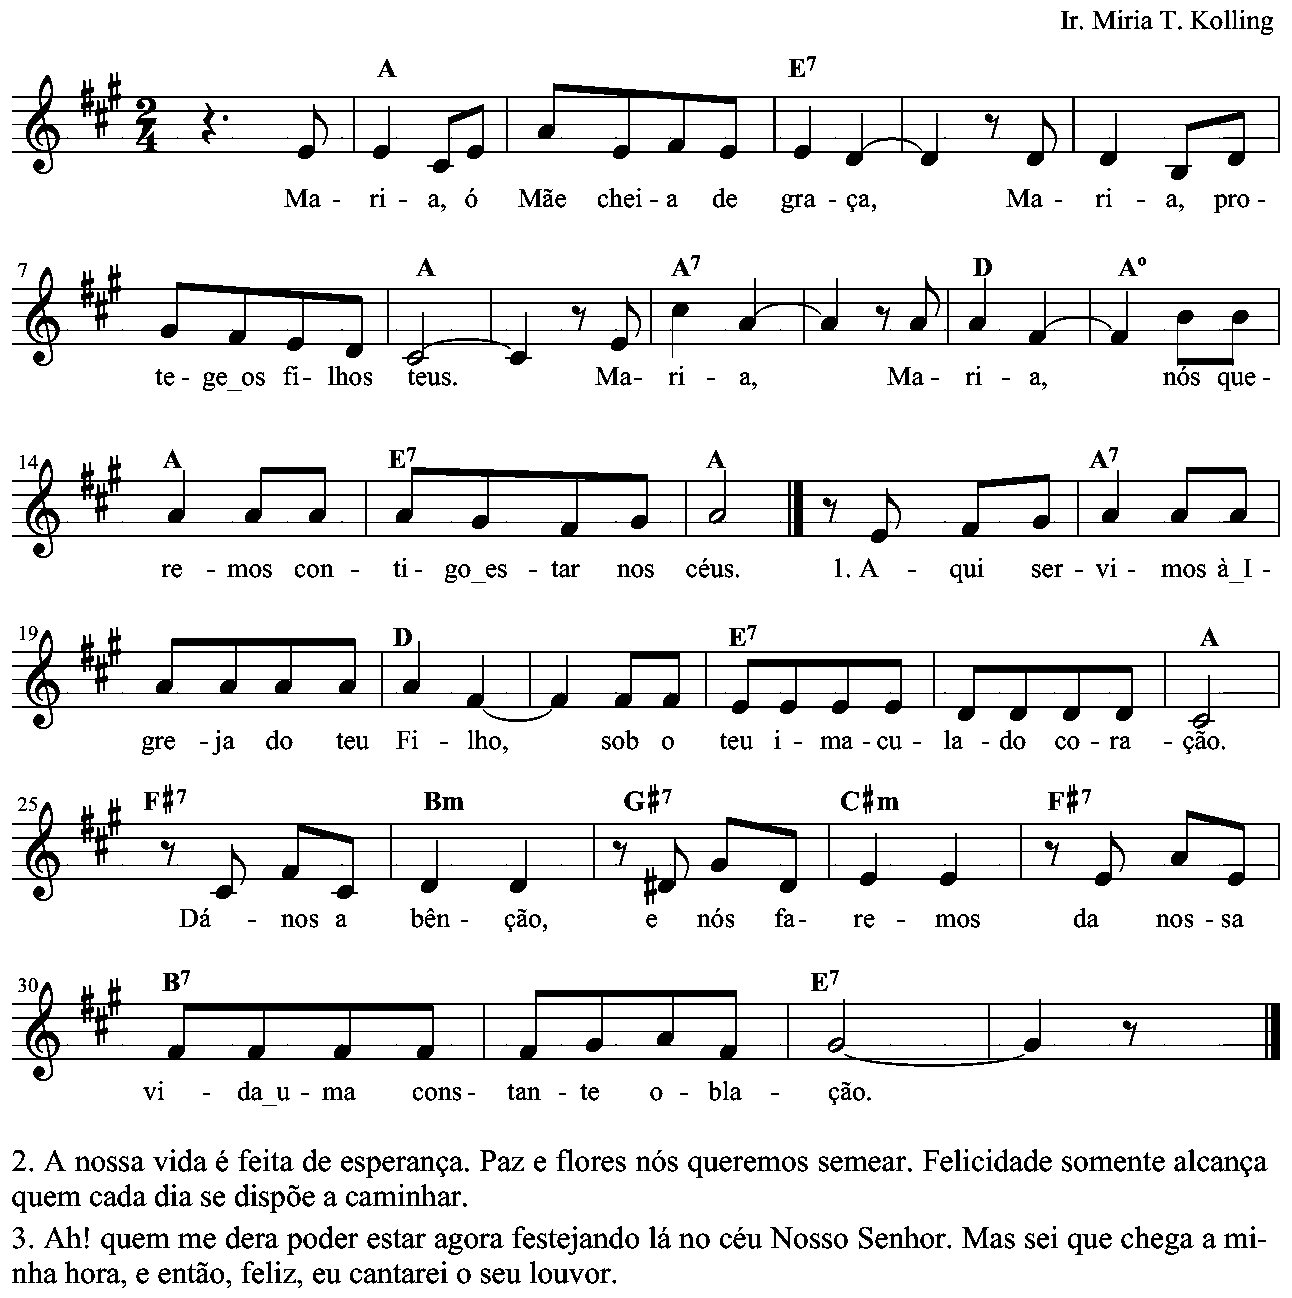 Ir. Miria T. Kolling
A E7
Ma - ri - a, ó Mãe chei - a de gra - ça, Ma - ri - a, pro -
7 A A7 D Aº
te - ge_os fi - lhos teus. Ma - ri - a, Ma - ri - a, nós que -
14 A E7 A A7
re - mos con - ti - go_es - tar nos céus. 1. A - qui ser - vi - mos à_I -
19 D E7 A
gre - ja do teu Fi - lho, sob o teu i - ma - cu - la - do co - ra - ção.
25 F#7 Bm G#7 C#m F#7
Dá - nos a bên - ção, e nós fa - re - mos da nos - sa
30 B7 E7
vi - da_u - ma cons - tan - te o - bla - ção.
2. A nossa vida é feita de esperança. Paz e flores nós queremos semear. Felicidade somente alcança
quem cada dia se dispõe a caminhar.
3. Ah! quem me dera poder estar agora festejando lá no céu Nosso Senhor. Mas sei que chega a mi-
nha hora, e então, feliz, eu cantarei o seu louvor.